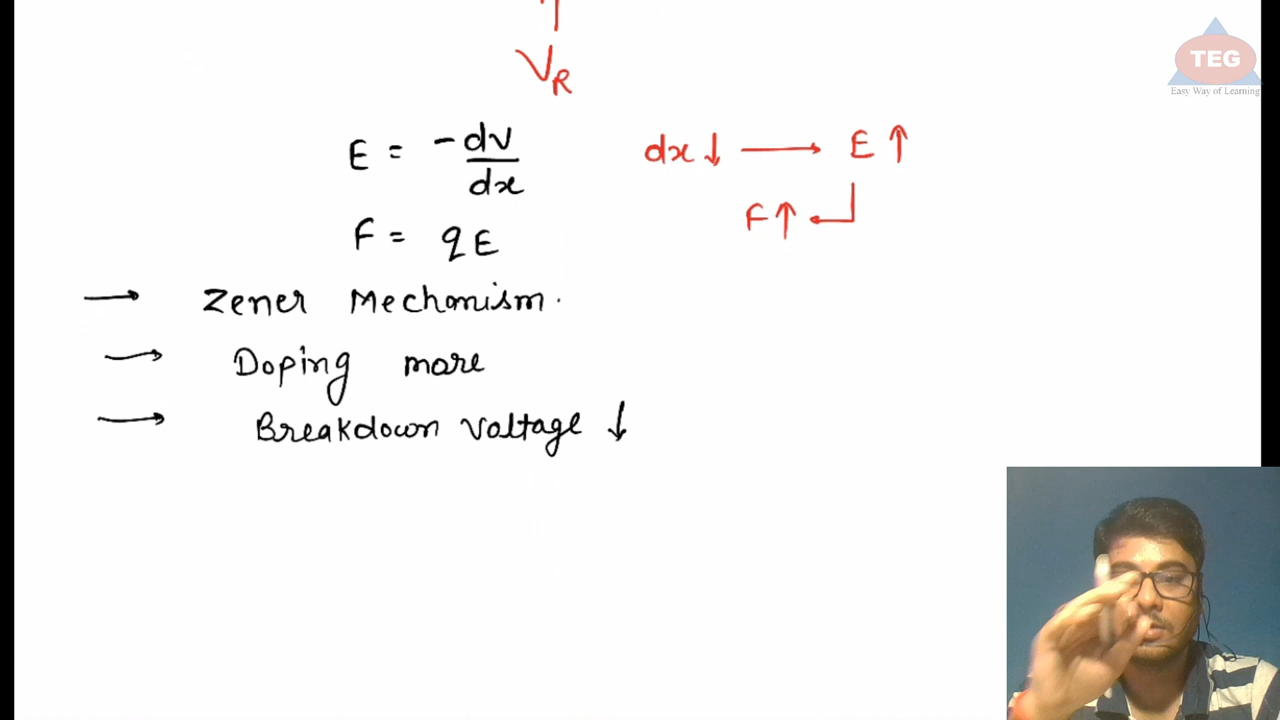 ↑
V_R
TEG
Easy Way of Learning
E = -dv/dx
dx ↓ → E ↑
F ↑
F = qE
→ Zener Mechanism.
→ Doping more
→ Breakdown Voltage ↓